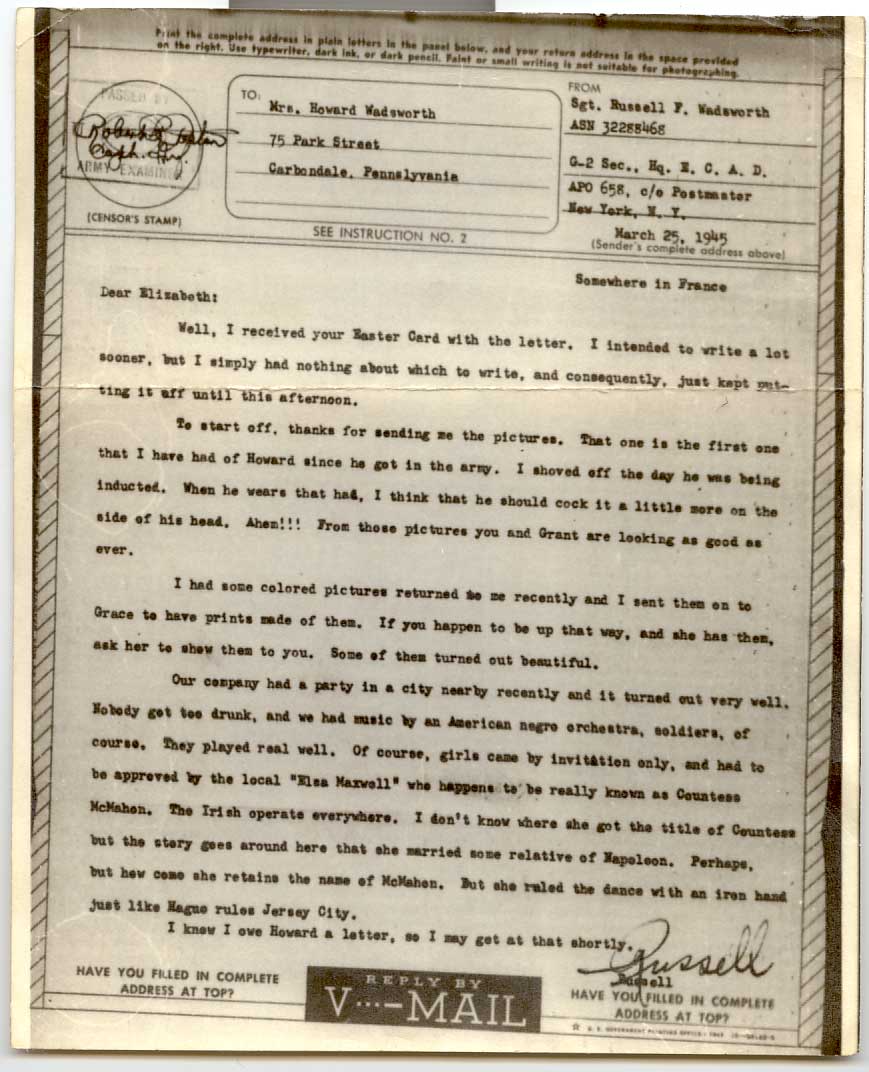 Print the complete address in plain letters in the panel below, and your return address in the space provided
on the right. Use typewriter, dark ink, or dark pencil. Faint or small writing is not suitable for photographing.
PASSED BY
Capt. Inf.
ARMY EXAMINER
(CENSOR'S STAMP)
TO:
Mrs. Howard Wadsworth
75 Park Street
Carbondale, Pennslyvania
SEE INSTRUCTION NO. 2
FROM
Sgt. Russell F. Wadsworth
ASN 32288468
G-2 Sec., Hq. E. C. A. D.
APO 658, c/o Postmaster
New York, N. Y.
March 25, 1945
(Sender's complete address above)
Somewhere in France
Dear Elizabeth:
Well, I received your Easter Card with the letter. I intended to write a lot
sooner, but I simply had nothing about which to write, and consequently, just kept put-
ting it off until this afternoon.
To start off, thanks for sending me the pictures. That one is the first one
that I have had of Howard since he got in the army. I shoved off the day he was being
inducted. When he wears that had, I think that he should cock it a little more on the
side of his head. Ahem!!! From those pictures you and Grant are looking as good as
ever.
I had some colored pictures returned to me recently and I sent them on to
Grace to have prints made of them. If you happen to be up that way, and she has them,
ask her to show them to you. Some of them turned out beautiful.
Our company had a party in a city nearby recently and it turned out very well.
Nobody got too drunk, and we had music by an American negro orchestra, soldiers, of
course. They played real well. Of course, girls came by invitation only, and had to
be approved by the local "Elsa Maxwell" who happens to be really known as Countess
McMahon. The Irish operate everywhere. I don't know where she got the title of Countess
but the story goes around here that she married some relative of Napoleon. Perhaps,
but how come she retains the name of McMahon. But she ruled the dance with an iron hand
just like Hague rules Jersey City.
I know I owe Howard a letter, so I may get at that shortly.
Russell
Russell
HAVE YOU FILLED IN COMPLETE
ADDRESS AT TOP?
REPLY BY
V···—MAIL
HAVE YOU FILLED IN COMPLETE
ADDRESS AT TOP?
U. S. GOVERNMENT PRINTING OFFICE